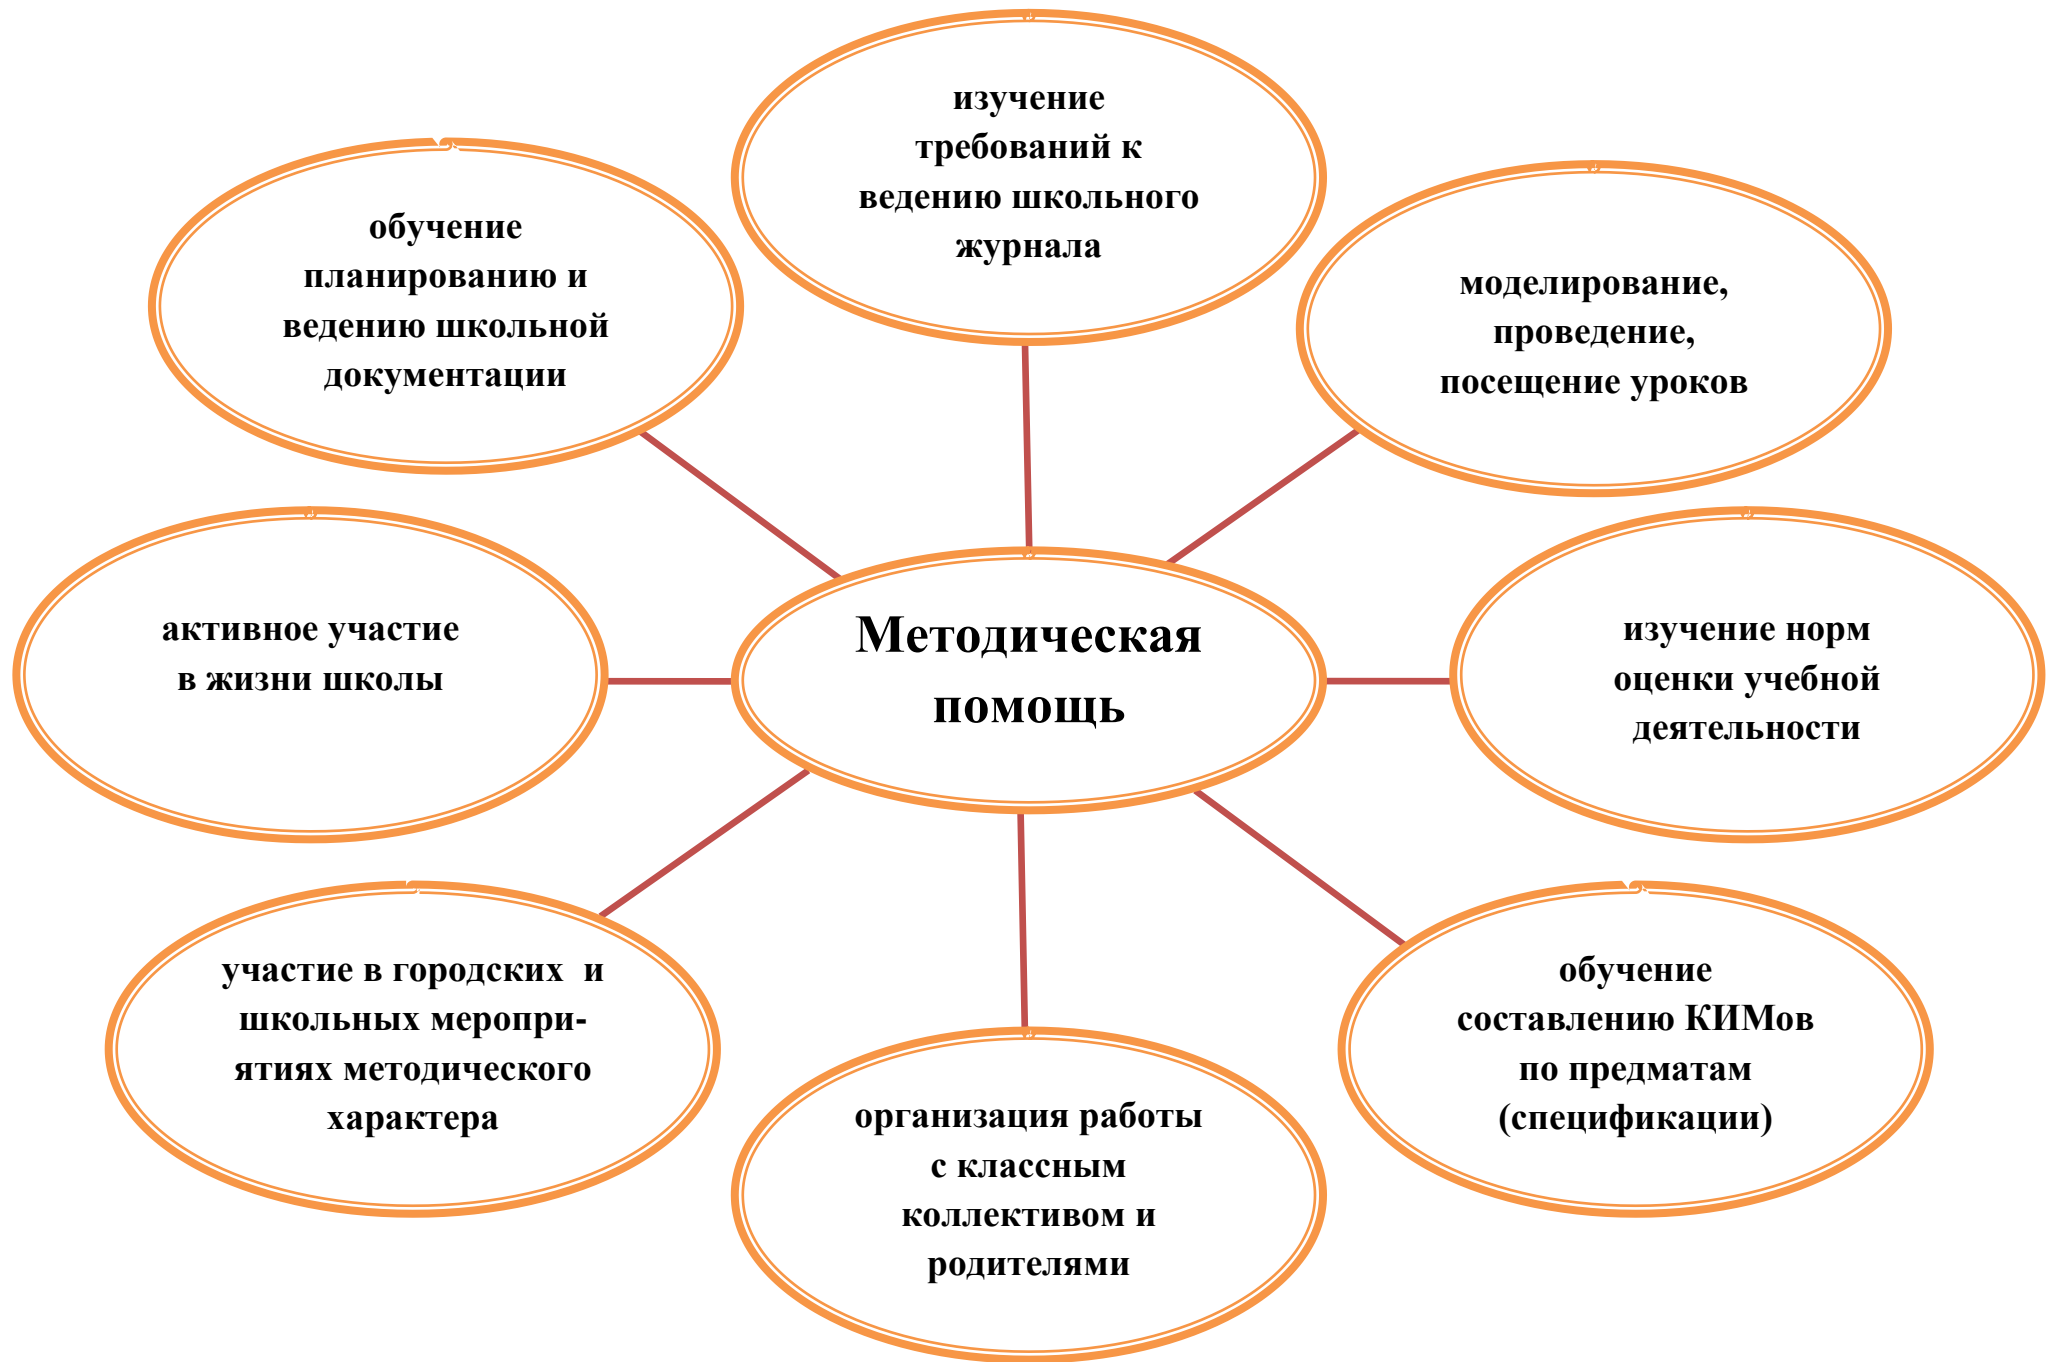 изучение
требований к
ведению школьного
журнала
обучение
планированию и
ведению школьной
документации
моделирование,
проведение,
посещение уроков
активное участие
в жизни школы
Методическая
помощь
изучение норм
оценки учебной
деятельности
участие в городских  и
школьных меропри-
ятиях методического
характера
обучение
составлению КИМов
по предматам
(спецификации)
организация работы
с классным
коллективом и
родителями